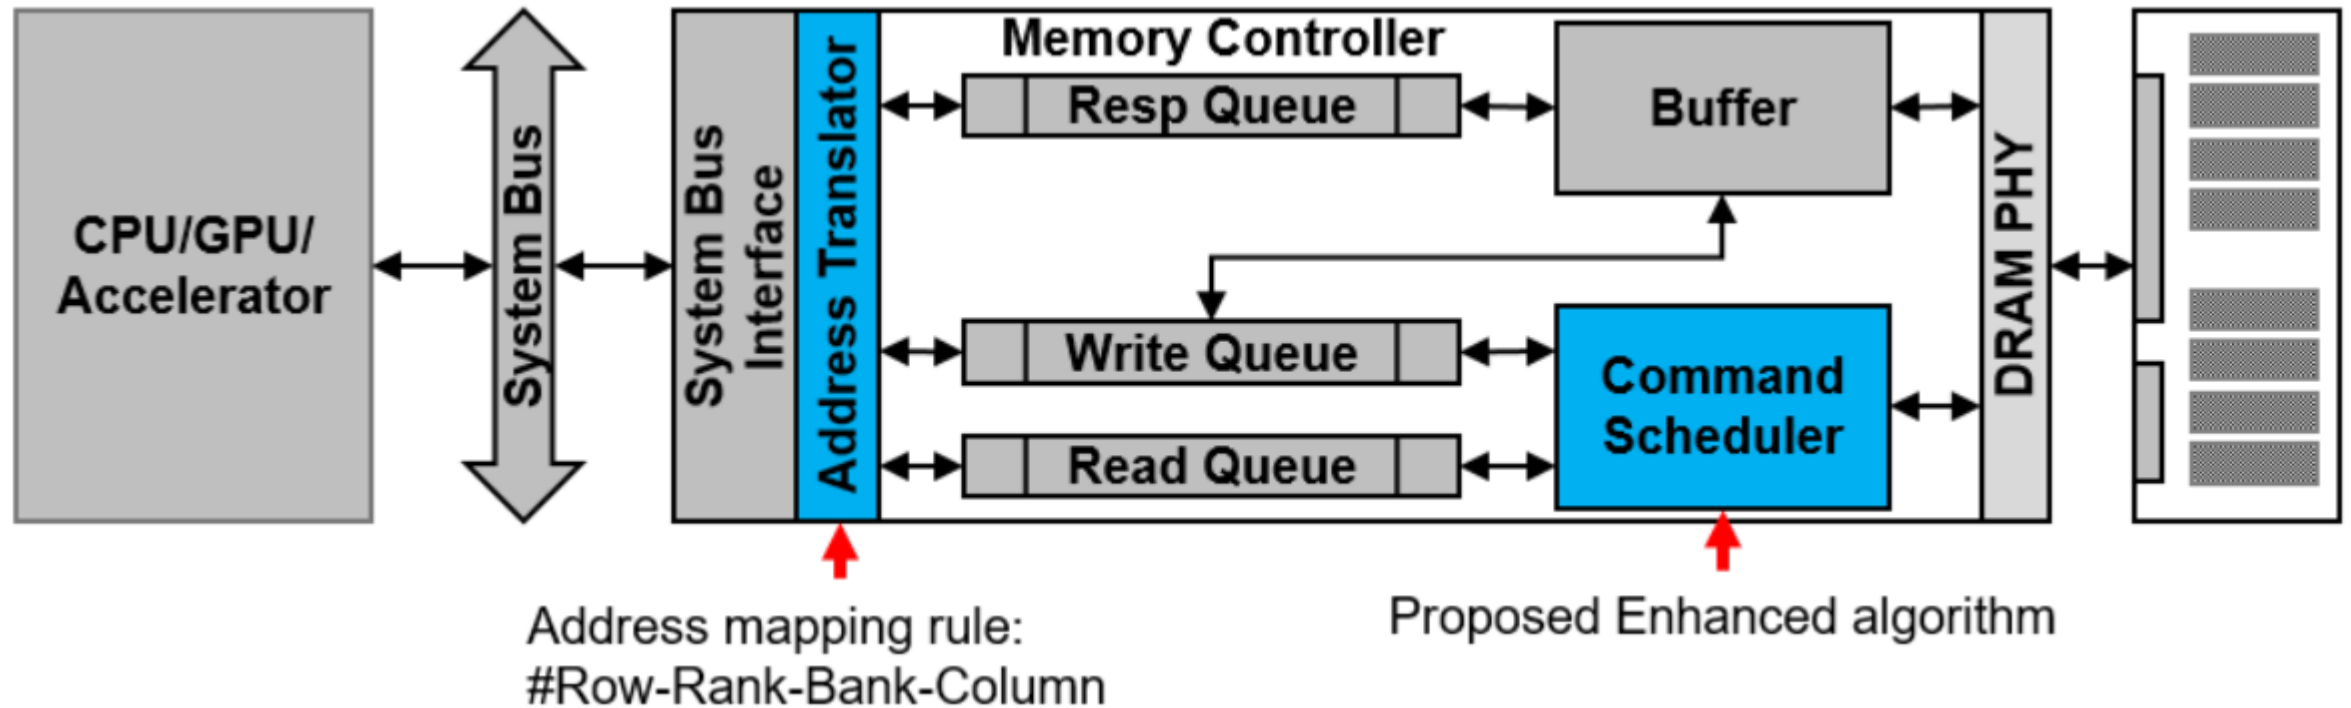 CPU/GPU/
Accelerator
System Bus
System Bus
Interface
Address Translator
Memory Controller
Resp Queue
Buffer
Write Queue
Read Queue
Command
Scheduler
DRAM PHY
Address mapping rule:
#Row-Rank-Bank-Column
Proposed Enhanced algorithm